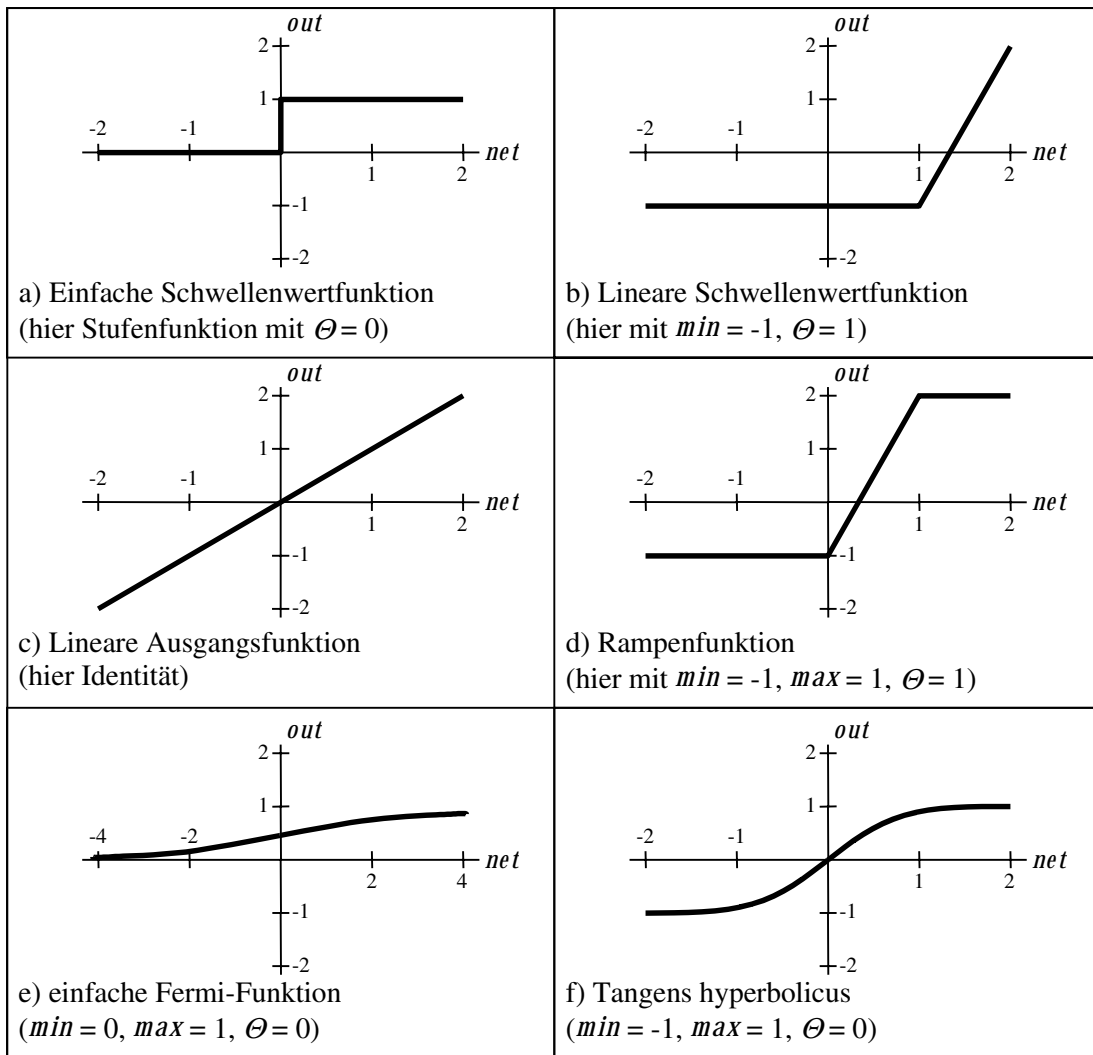 out
2
1
-2 -1
net
1 2
-1
-2
a) Einfache Schwellenwertfunktion
(hier Stufenfunktion mit Θ = 0)
out
2
1
-2 -1
net
1 2
-2
b) Lineare Schwellenwertfunktion
(hier mit min = -1, Θ = 1)
out
2
1
-2 -1
net
1 2
-1
-2
c) Lineare Ausgangsfunktion
(hier Identität)
out
2
1
-2 -1
net
1 2
-1
-2
d) Rampenfunktion
(hier mit min = -1, max = 1, Θ = 1)
out
2
1
-4 -2
net
2 4
-1
-2
e) einfache Fermi-Funktion
(min = 0, max = 1, Θ = 0)
out
2
1
-2 -1
net
1 2
-1
-2
f) Tangens hyperbolicus
(min = -1, max = 1, Θ = 0)